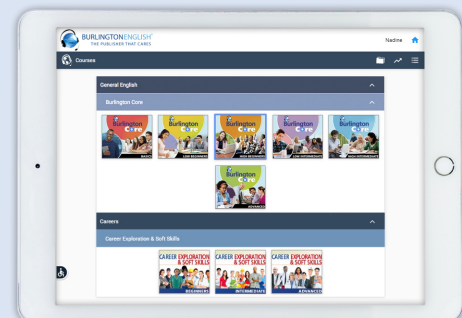 BURLINGTONENGLISH
THE PUBLISHER THAT CARES
Nadine
Courses
General English
Burlington Core
Burlington
Core
BASICS
Burlington
Core
LOW BEGINNERS
Burlington
Core
HIGH BEGINNERS
Burlington
Core
LOW INTERMEDIATE
Burlington
Core
HIGH INTERMEDIATE
Burlington
Core
ADVANCED
Careers
Career Exploration & Soft Skills
CAREER EXPLORATION
& SOFT SKILLS
BEGINNERS
CAREER EXPLORATION
& SOFT SKILLS
INTERMEDIATE
CAREER EXPLORATION
& SOFT SKILLS
ADVANCED